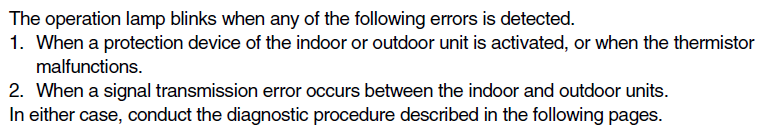 The operation lamp blinks when any of the following errors is detected.
1. When a protection device of the indoor or outdoor unit is activated, or when the thermistor
malfunctions.
2. When a signal transmission error occurs between the indoor and outdoor units.
In either case, conduct the diagnostic procedure described in the following pages.